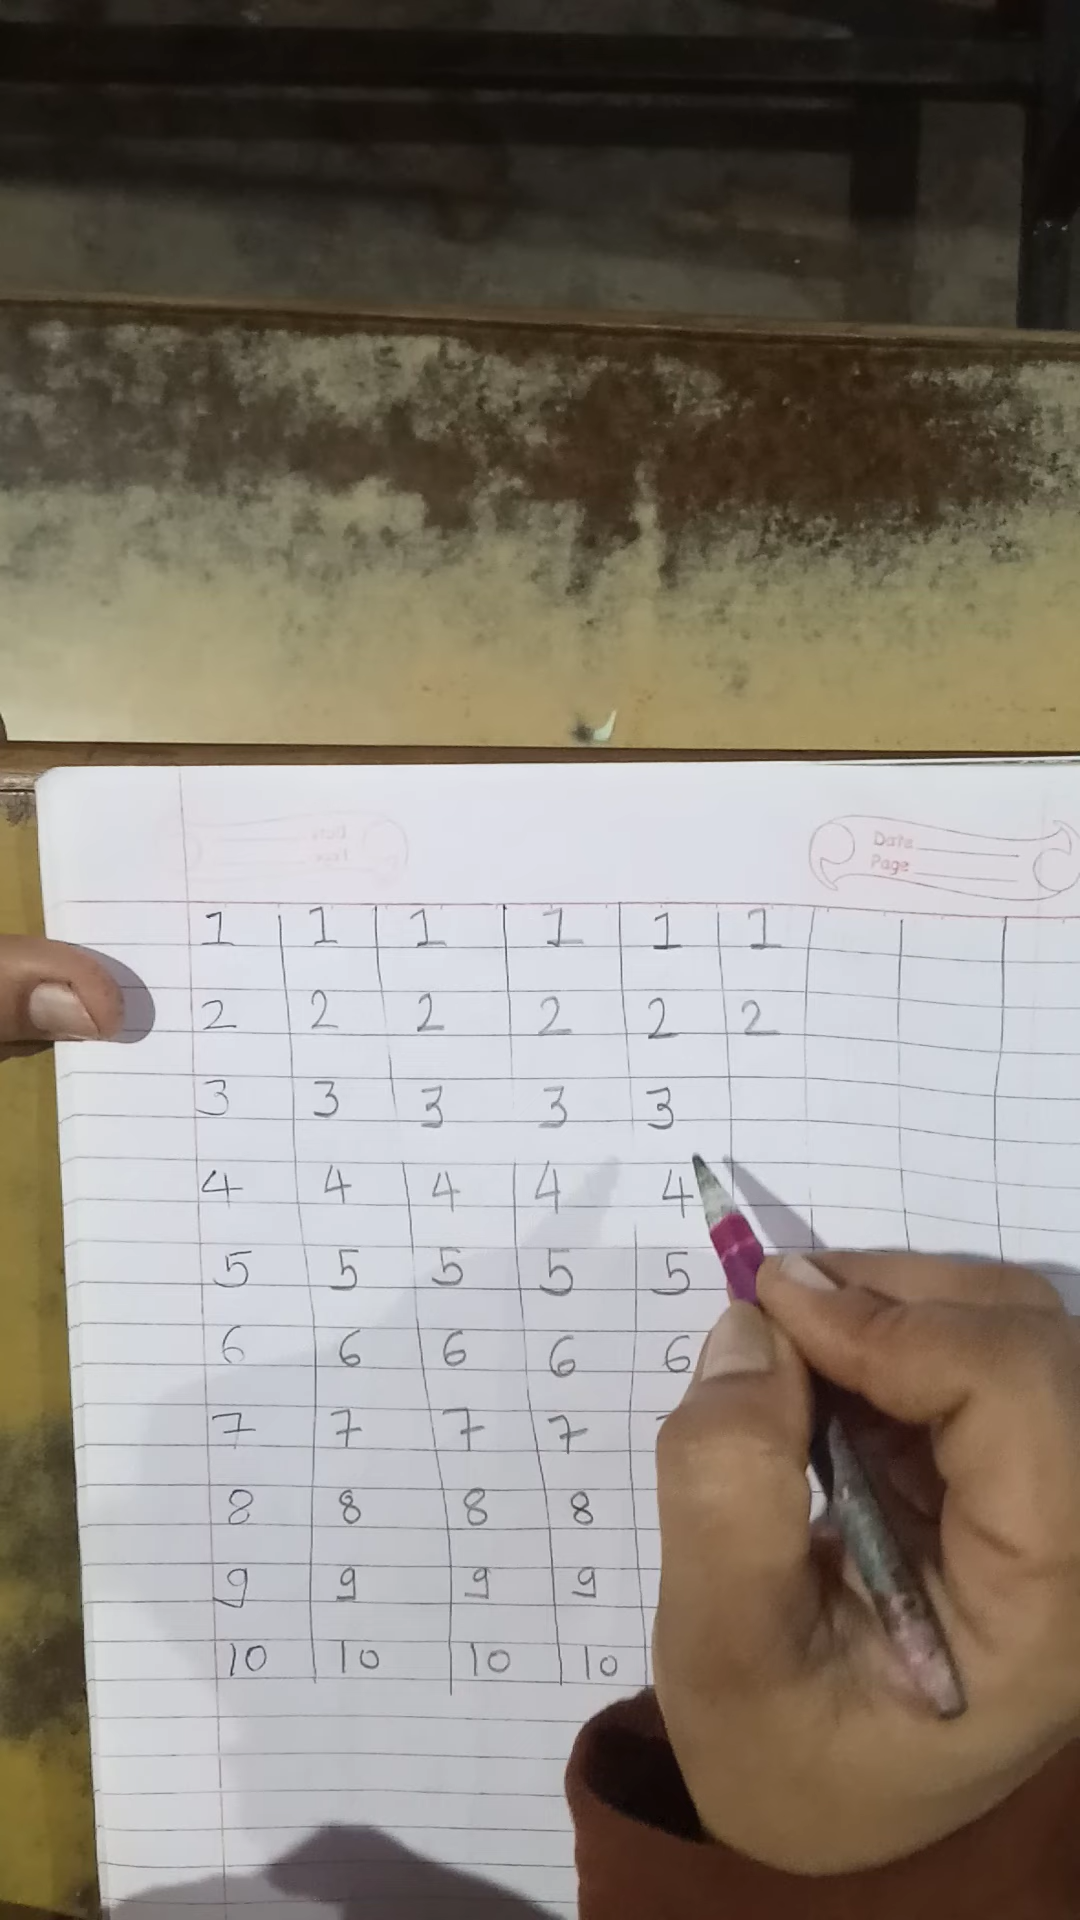 Date
Page
1 1 1 1 1 1
2 2 2 2 2 2
3 3 3 3 3
4 4 4 4 4
5 5 5 5 5
6 6 6 6 6
7 7 7 7
8 8 8 8
9 9 9 9
10 10 10 10